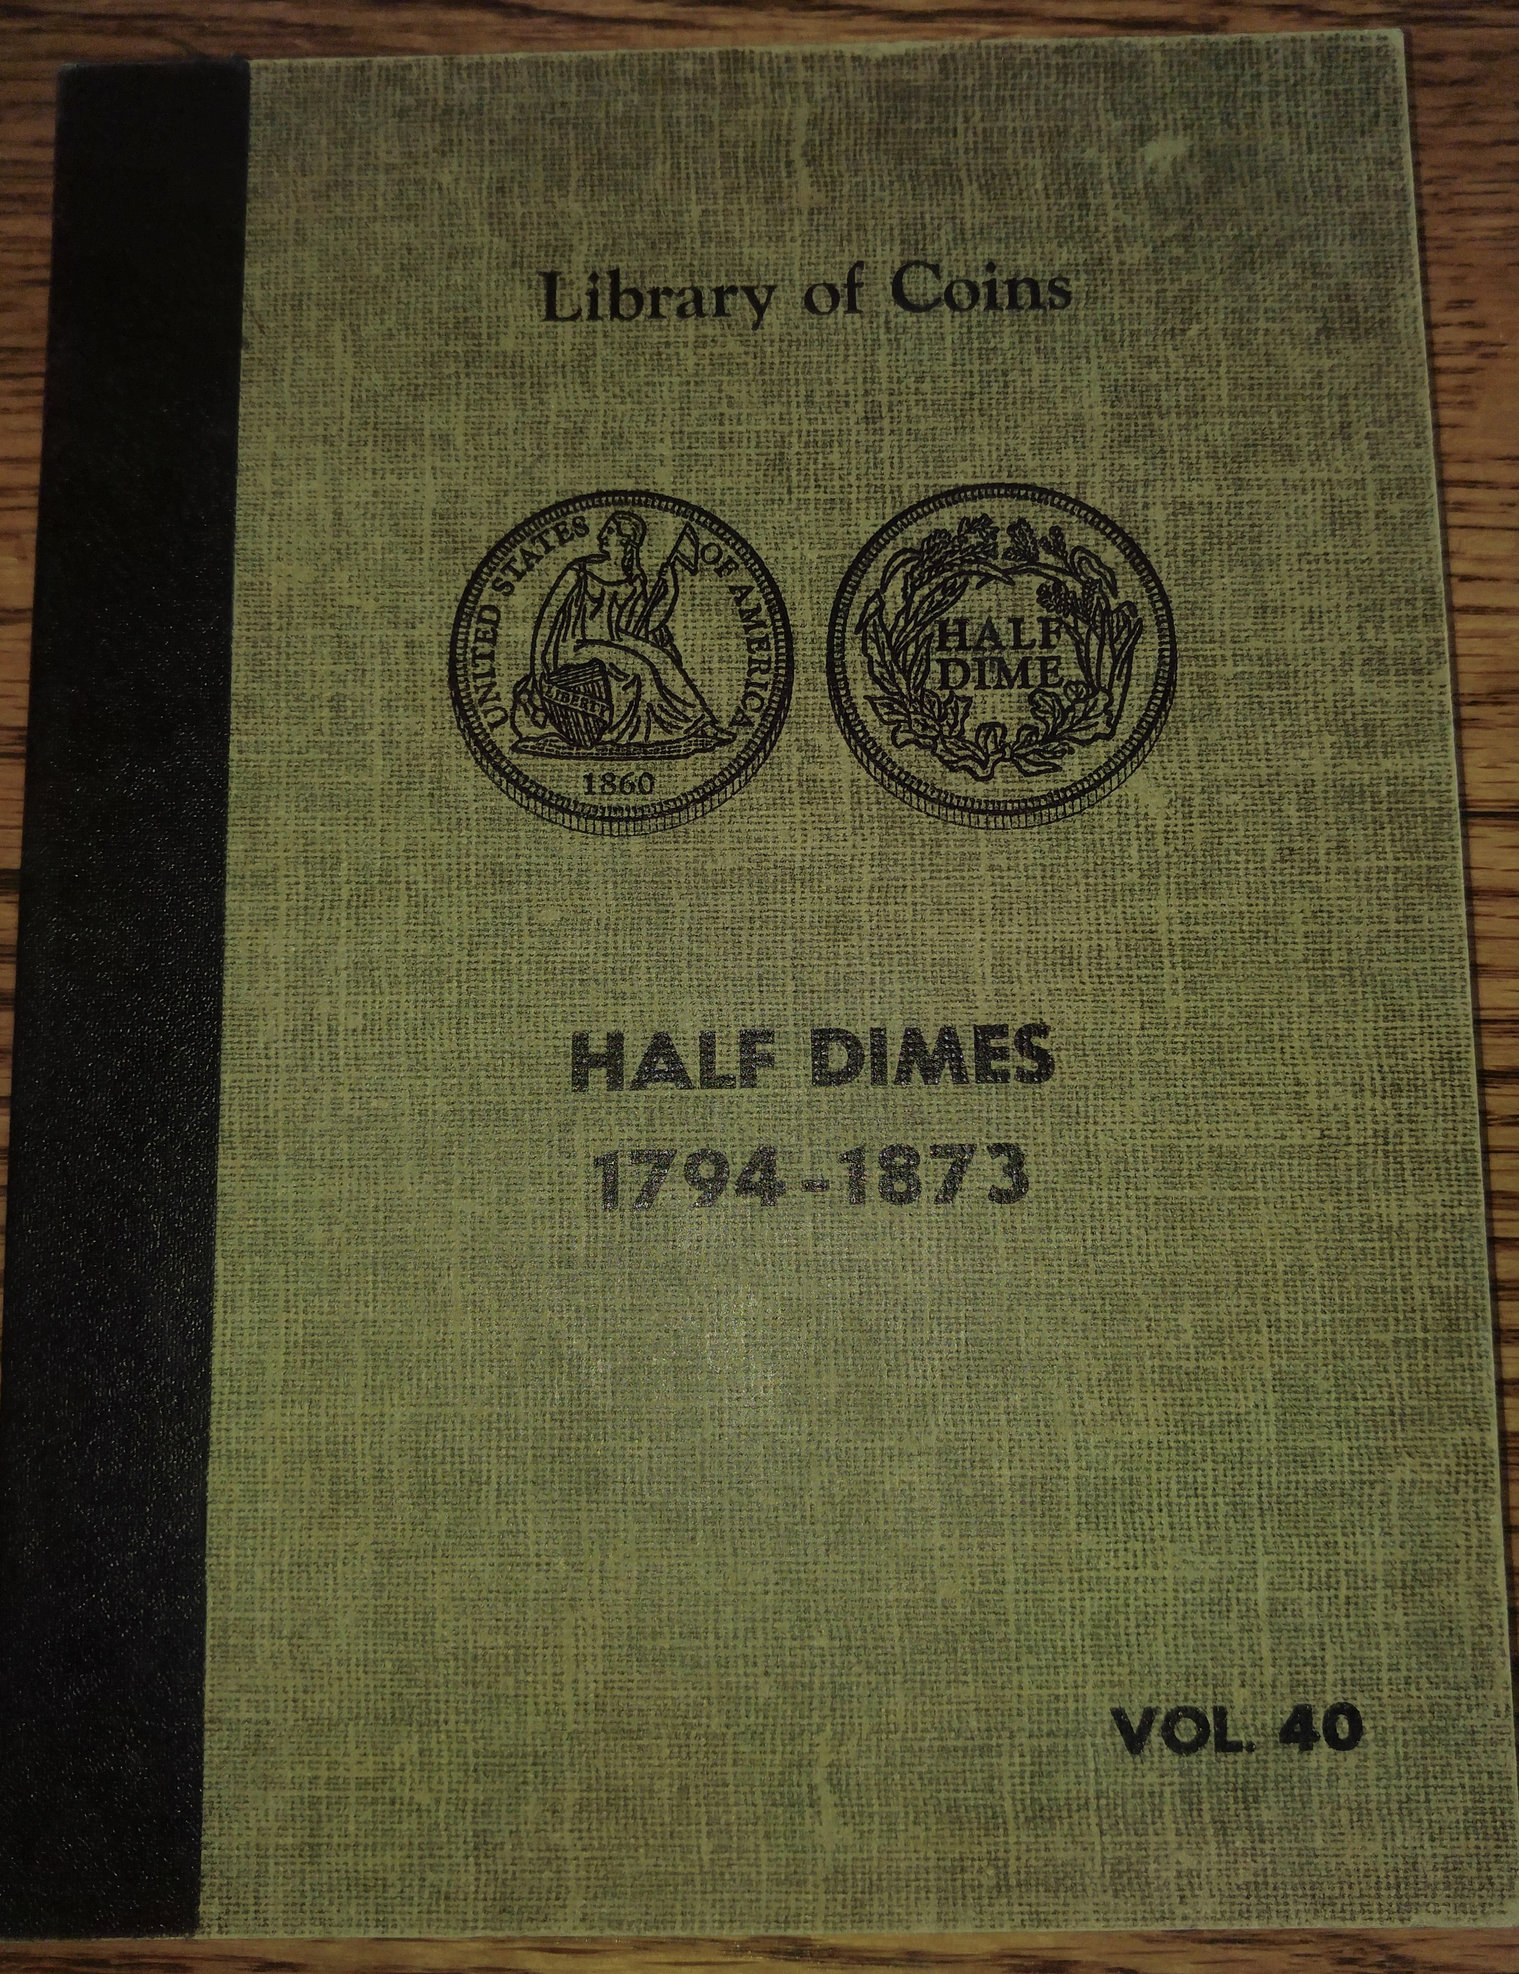 Library of Coins
UNITED STATES OF AMERICA
LIBERTY
1860
HALF
DIME
HALF DIMES
1794-1873
VOL. 40